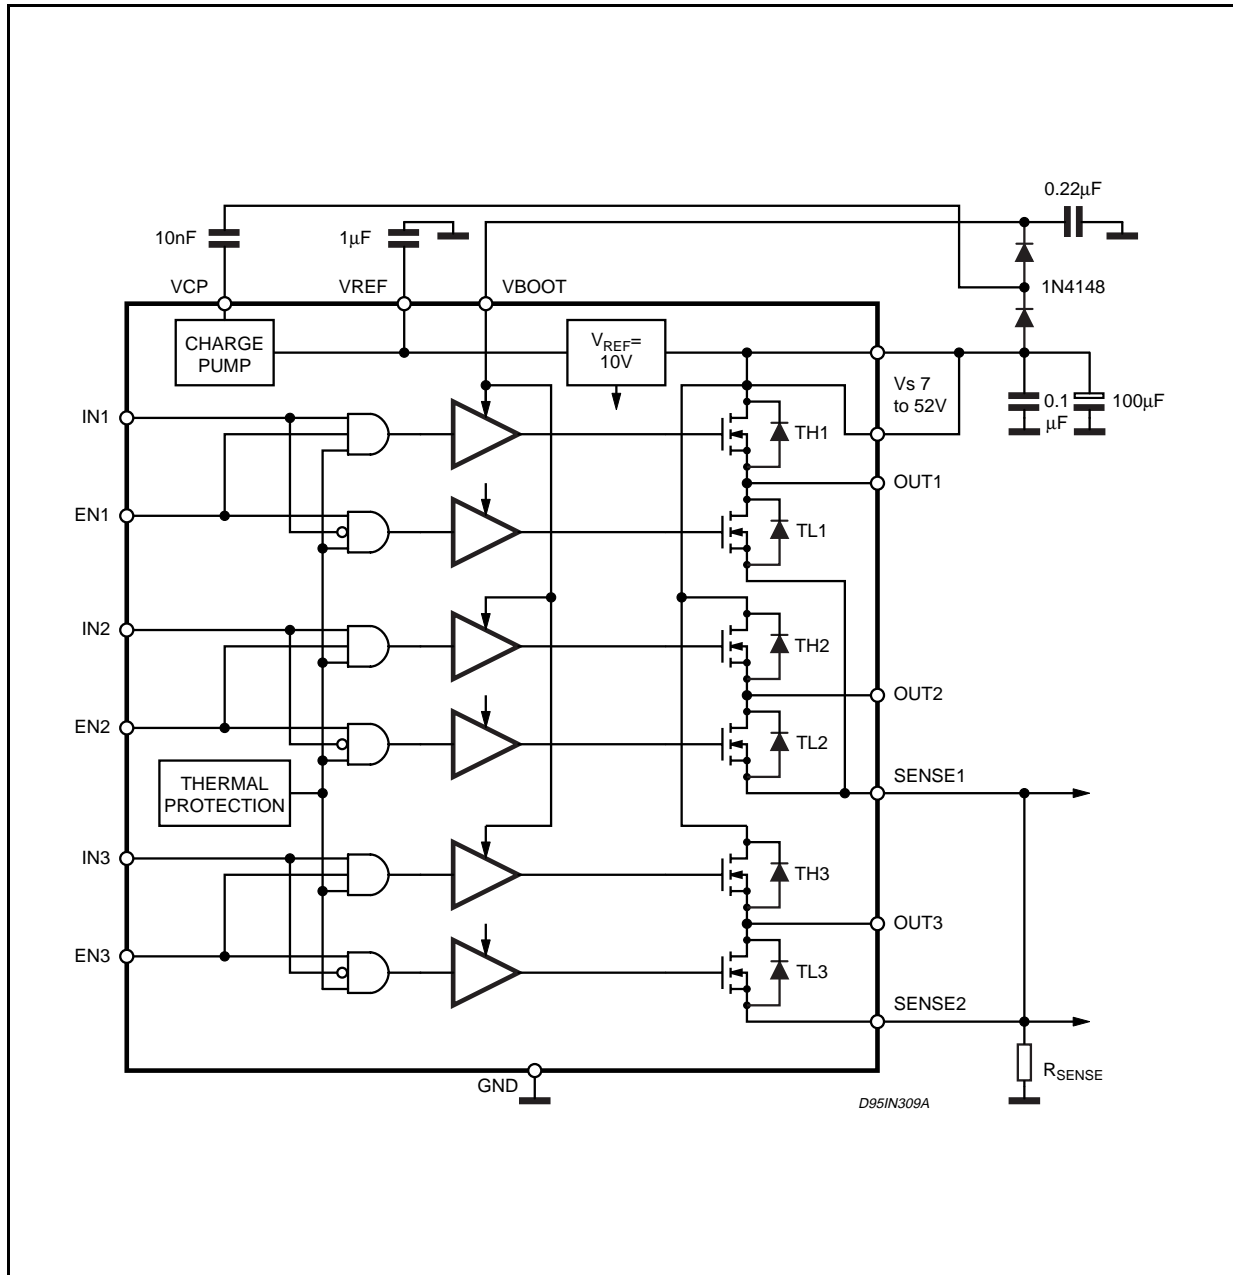 0.22μF
10nF
1μF
VCP
VREF
VBOOT
1N4148
CHARGE
PUMP
VREF=
10V
Vs 7
to 52V
0.1
μF
100μF
IN1
TH1
OUT1
EN1
TL1
IN2
TH2
OUT2
EN2
TL2
SENSE1
THERMAL
PROTECTION
IN3
TH3
OUT3
EN3
TL3
SENSE2
RSENSE
GND
D95IN309A